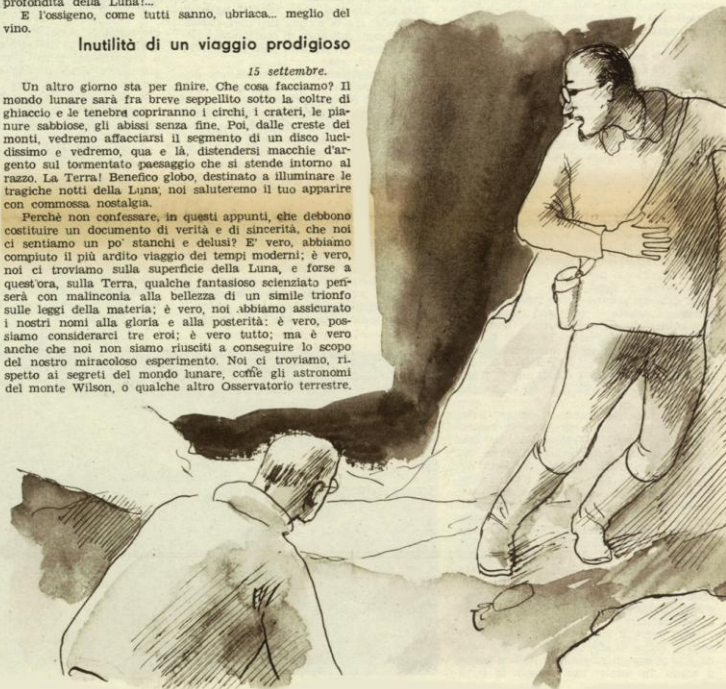 profondità della Luna!...
E l'ossigeno, come tutti sanno, ubriaca... meglio del
vino.
Inutilità di un viaggio prodigioso
15 settembre.
Un altro giorno sta per finire. Che cosa facciamo? Il
mondo lunare sarà fra breve seppellito sotto la coltre di
ghiaccio e le tenebre copriranno i circhi, i crateri, le pia-
nure sabbiose, gli abissi senza fine. Poi, dalle creste dei
monti, vedremo affacciarsi il segmento di un disco luci-
dissimo e vedremo, qua e là, distendersi macchie d'ar-
gento sul tormentato paesaggio che si stende intorno al
razzo. La Terra! Benefico globo, destinato a illuminare le
tragiche notti della Luna, noi saluteremo il tuo apparire
con commossa nostalgia.
Perchè non confessare, in questi appunti, che debbono
costituire un documento di verità e di sincerità, che noi
ci sentiamo un po' stanchi e delusi? E' vero, abbiamo
compiuto il più ardito viaggio dei tempi moderni; è vero,
noi ci troviamo sulla superficie della Luna, e forse a
quest'ora, sulla Terra, qualche fantasioso scienziato pen-
serà con malinconia alla bellezza di un simile trionfo
sulle leggi della materia; è vero, noi abbiamo assicurato
i nostri nomi alla gloria e alla posterità; è vero, pos-
siamo considerarci tre eroi; è vero tutto; ma è vero
anche che noi non siamo riusciti a conseguire lo scopo
del nostro miracoloso esperimento. Noi ci troviamo, ri-
spetto ai segreti del mondo lunare, come gli astronomi
del monte Wilson, o qualche altro Osservatorio terrestre.